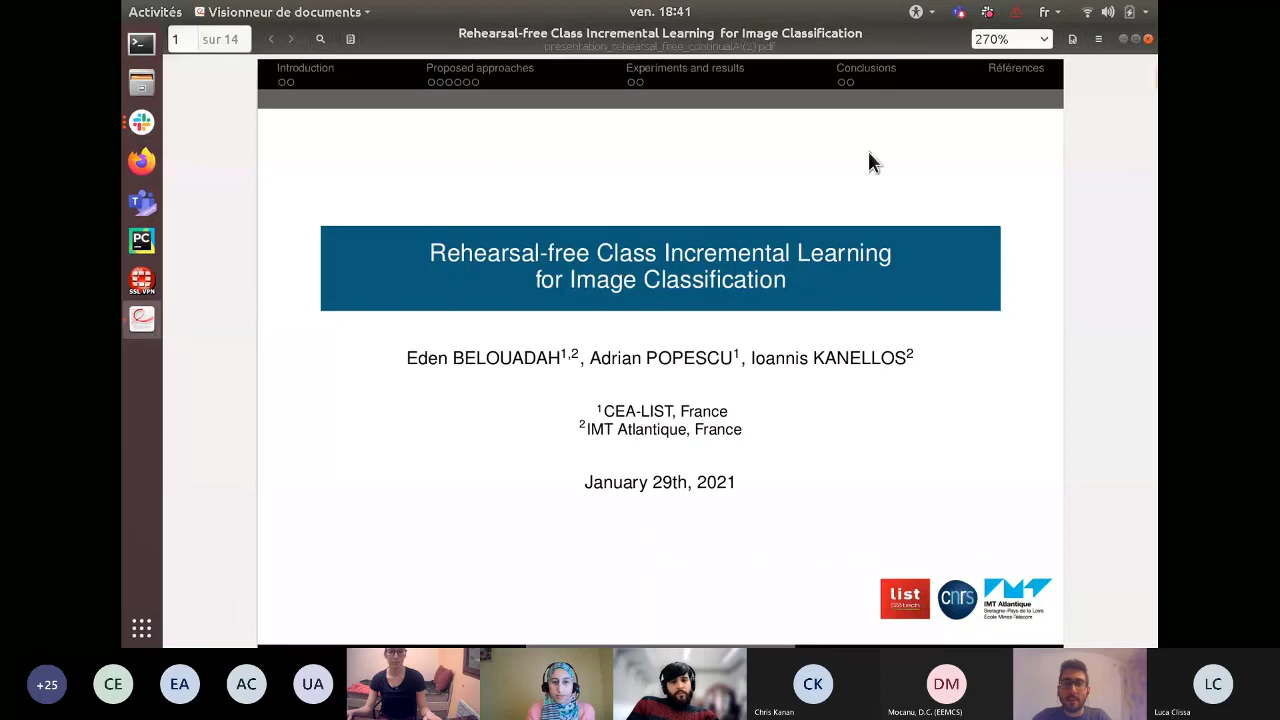 Activités
Visionneur de documents
ven. 18:41
fr
1
sur 14
Rehearsal-free Class Incremental Learning for Image Classification
presentation_rehearsal_free_continualAI(2).pdf
270%
Introduction
Proposed approaches
Experiments and results
Conclusions
Références
Rehearsal-free Class Incremental Learning
for Image Classification
Eden BELOUADAH1,2, Adrian POPESCU1, Ioannis KANELLOS2
1CEA-LIST, France
2IMT Atlantique, France
January 29th, 2021
list
cnrs
IMT Atlantique
Bretagne-Pays de la Loire
École Mines-Télécom
PC
SSL VPN
+25
CE
EA
AC
UA
CK
Chris Kanan
DM
Mocanu, D.C. (EEMCS)
LC
Luca Clissa